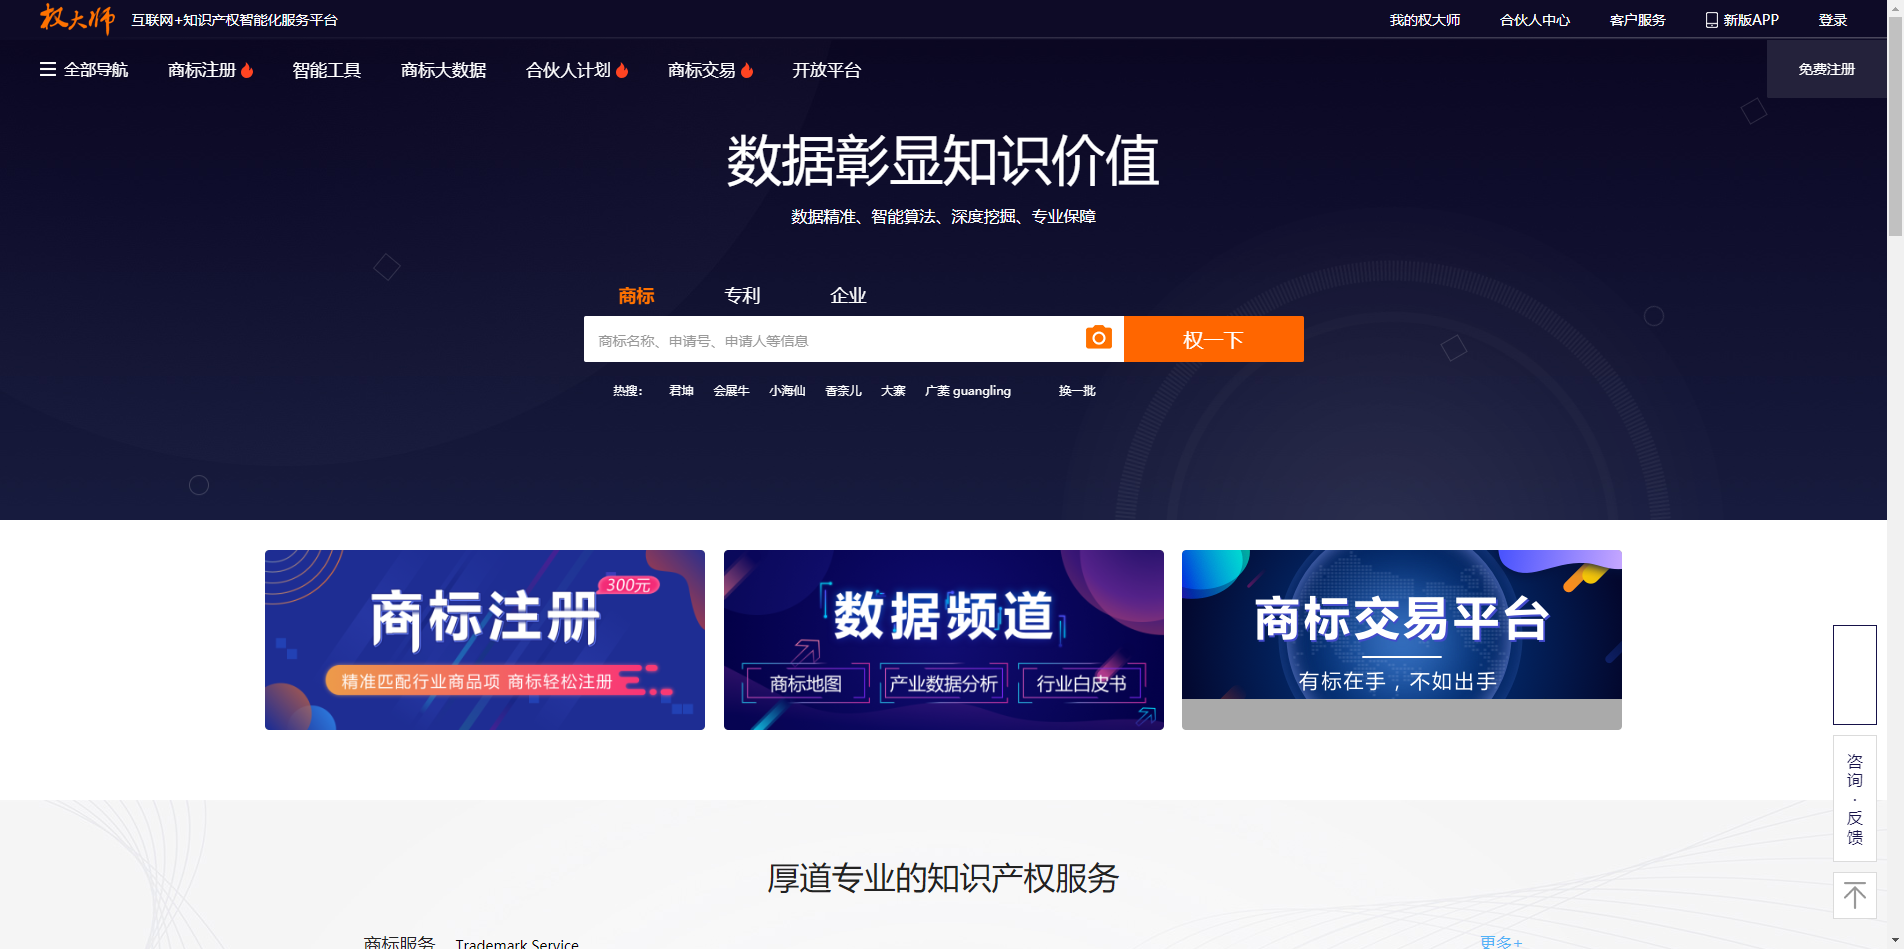 权大师 互联网+知识产权智能化服务平台 我的权大师 合伙人中心 客户服务 新版APP 登录
全部导航 商标注册 智能工具 商标大数据 合伙人计划 商标交易 开放平台 免费注册
数据彰显知识价值
数据精准、智能算法、深度挖掘、专业保障
商标 专利 企业
商标名称、申请号、申请人等信息 权一下
热搜： 君坤 会展牛 小海仙 香奈儿 大寨 广菱 guangling 换一批
300元
商标注册
精准匹配行业商品项 商标轻松注册
数据频道
商标地图 产业数据分析 行业白皮书
商标交易平台
有标在手，不如出手
咨询·反馈
厚道专业的知识产权服务
商标服务 Trademark Service 更多+